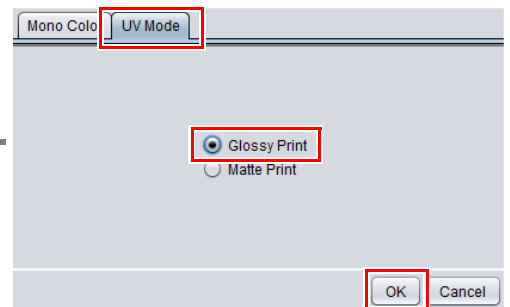 Mono Colo UV Mode
Glossy Print
Matte Print
OK Cancel